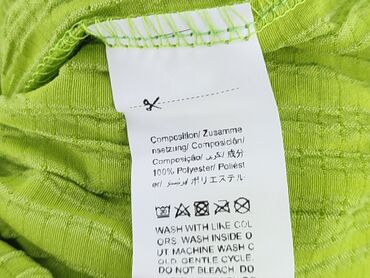 Composition/ Zusamme
nsetzung/ Composición/
Composição/ تركيب/ 成分
100% Polyester/ Poliést
er/ بوليستر/ ポリエステル
WASH WITH LIKE COL
ORS. WASH INSIDE O
UT MACHINE WASH C
OLD. GENTLE CYCLE.
DO NOT BLEACH. DO